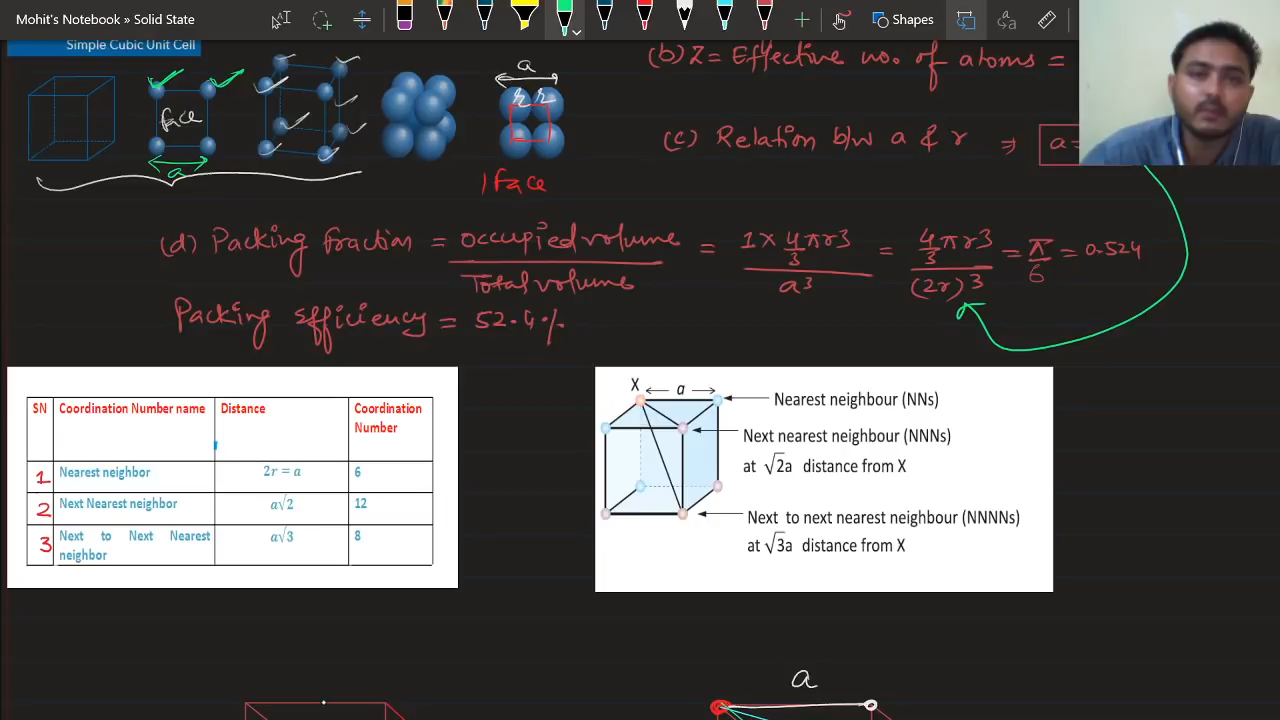 Mohit's Notebook » Solid State
Shapes
Simple Cubic Unit Cell
face
a
a
r r
1 face
(b) Z = Effective no. of atoms =
(c) Relation b/w a & r ⇒ a =
(d) Packing fraction = occupied volume / Total volume = 1 × 4/3 πr3 / a3 = 4/3 πr3 / (2r)3 = π/6 = 0.524
Packing efficiency = 52.4%
SN Coordination Number name Distance Coordination Number
1 Nearest neighbor 2r = a 6
2 Next Nearest neighbor a√2 12
3 Next to Next Nearest neighbor a√3 8
X a
Nearest neighbour (NNs)
Next nearest neighbour (NNNs)
at √2a distance from X
Next to next nearest neighbour (NNNNs)
at √3a distance from X
a